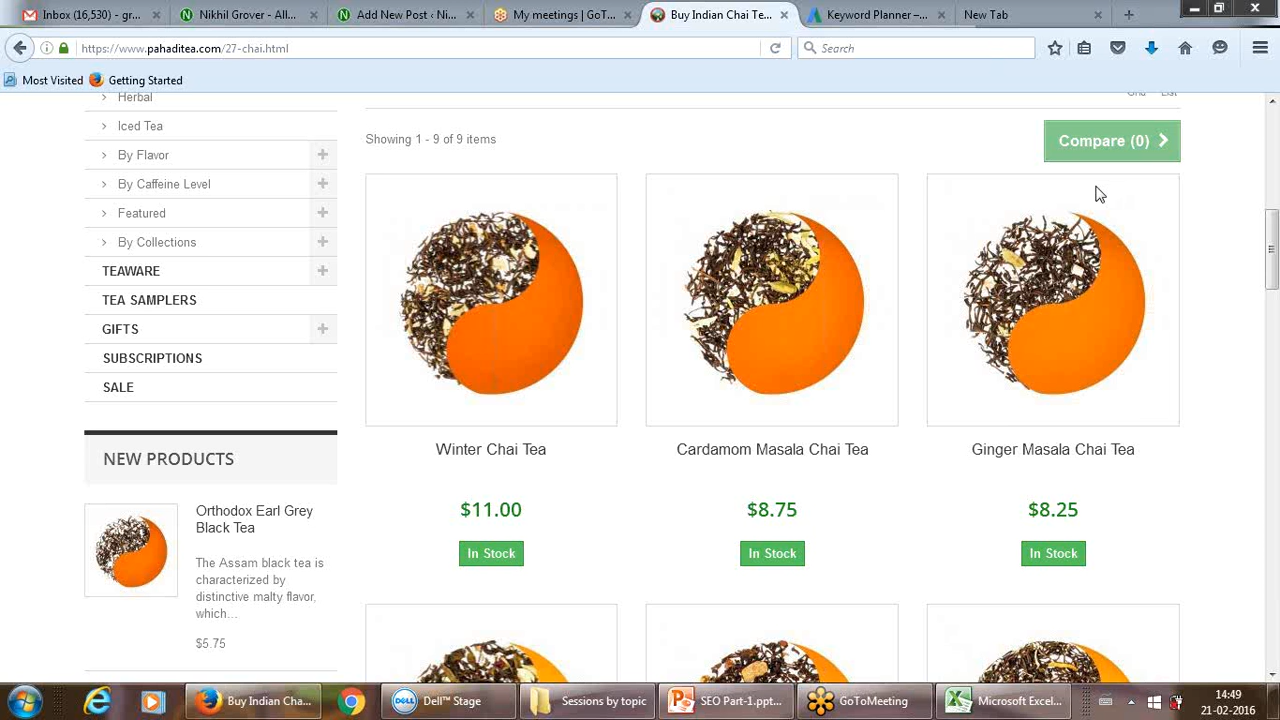 Inbox (16,530) - gr...
Nikhil Grover - All...
Add New Post ‹ Ni...
My meetings | GoT...
Buy Indian Chai Te...
Keyword Planner –...
New Tab
https://www.pahaditea.com/27-chai.html
Search
Most Visited
Getting Started
Herbal
Iced Tea
By Flavor
By Caffeine Level
Featured
By Collections
TEAWARE
TEA SAMPLERS
GIFTS
SUBSCRIPTIONS
SALE
NEW PRODUCTS
Orthodox Earl Grey
Black Tea
The Assam black tea is
characterized by
distinctive malty flavor,
which...
$5.75
Grid List
Showing 1 - 9 of 9 items
Compare (0)
Winter Chai Tea
$11.00
In Stock
Cardamom Masala Chai Tea
$8.75
In Stock
Ginger Masala Chai Tea
$8.25
In Stock
Buy Indian Cha...
DELL
Dell™ Stage
Sessions by topic
SEO Part-1.ppt...
GoToMeeting
Microsoft Excel...
14:49
21-02-2016